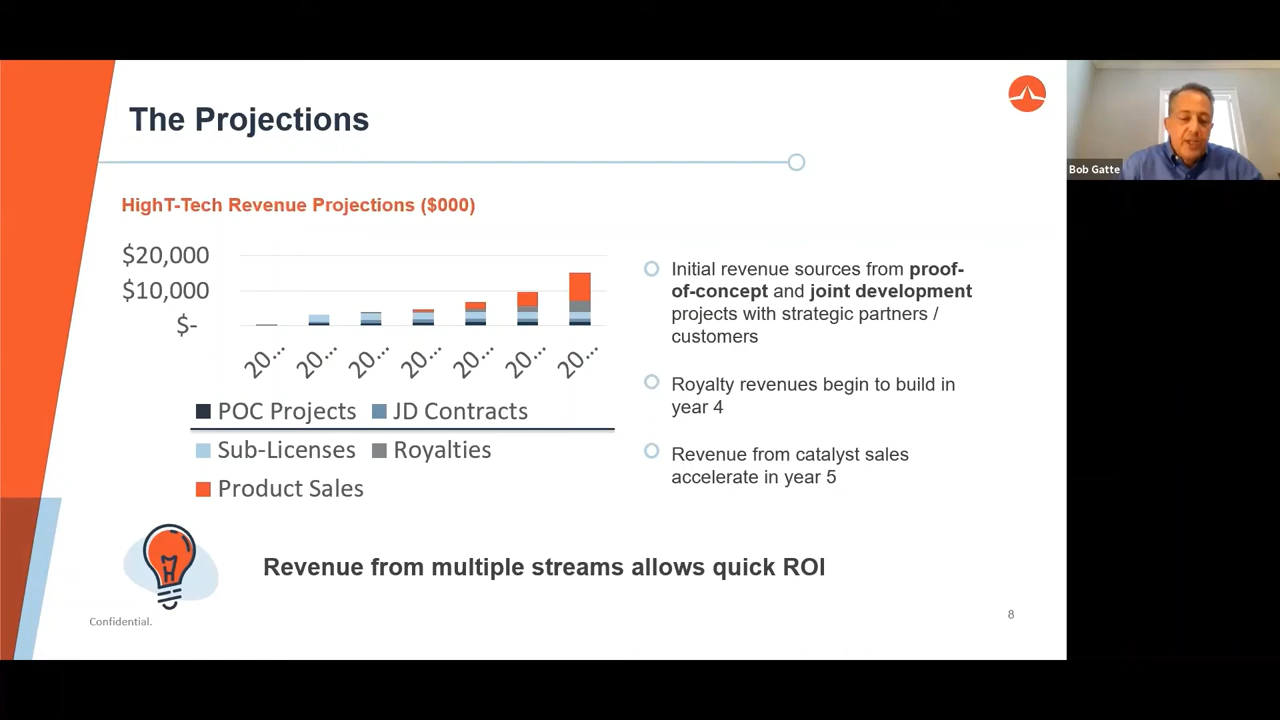 The Projections
Bob Gatte
HighT-Tech Revenue Projections ($000)
$20,000
$10,000
$-
20...
20...
20...
20...
20...
20...
20...
POC Projects
JD Contracts
Sub-Licenses
Royalties
Product Sales
Initial revenue sources from proof-
of-concept and joint development
projects with strategic partners /
customers
Royalty revenues begin to build in
year 4
Revenue from catalyst sales
accelerate in year 5
Revenue from multiple streams allows quick ROI
Confidential.
8